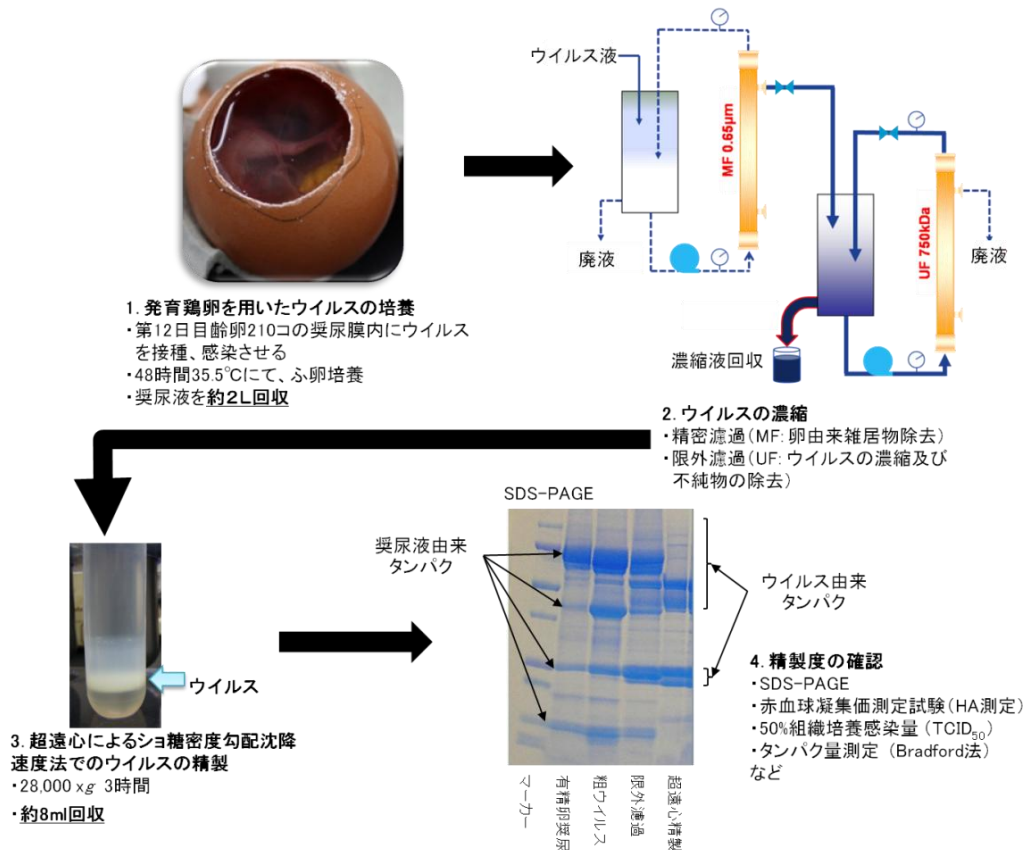 ウイルス液
MF 0.65μm
UF 750kDa
廃液
廃液
濃縮液回収
1. 発育鶏卵を用いたウイルスの培養
・第12日目齢卵210コの奨尿膜内にウイルス
を接種、感染させる
・48時間35.5℃にて、ふ卵培養
・奨尿液を約2L回収
2. ウイルスの濃縮
・精密濾過(MF: 卵由来雑居物除去)
・限外濾過(UF: ウイルスの濃縮及び
不純物の除去)
SDS-PAGE
奨尿液由来
タンパク
ウイルス由来
タンパク
ウイルス
3. 超遠心によるショ糖密度勾配沈降
速度法でのウイルスの精製
・28,000 xg 3時間
・約8ml回収
4. 精製度の確認
・SDS-PAGE
・赤血球凝集価測定試験(HA測定)
・50%組織培養感染量 (TCID50)
・タンパク量測定 (Bradford法)
など
マーカー
有精卵奨尿
粗ウイルス
限外濾過
超遠心精製